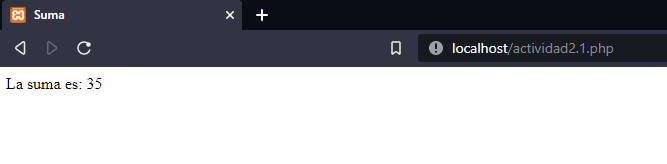 Suma
localhost/actividad2.1.php
La suma es: 35